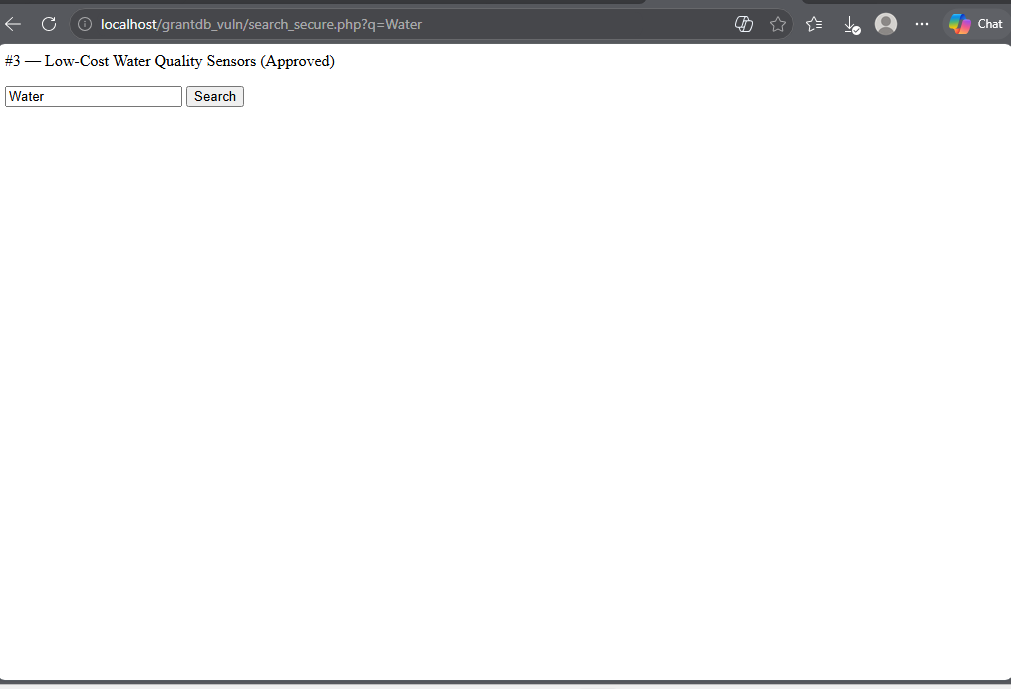 localhost/grantdb_vuln/search_secure.php?q=Water
Chat
#3 — Low-Cost Water Quality Sensors (Approved)
Water Search